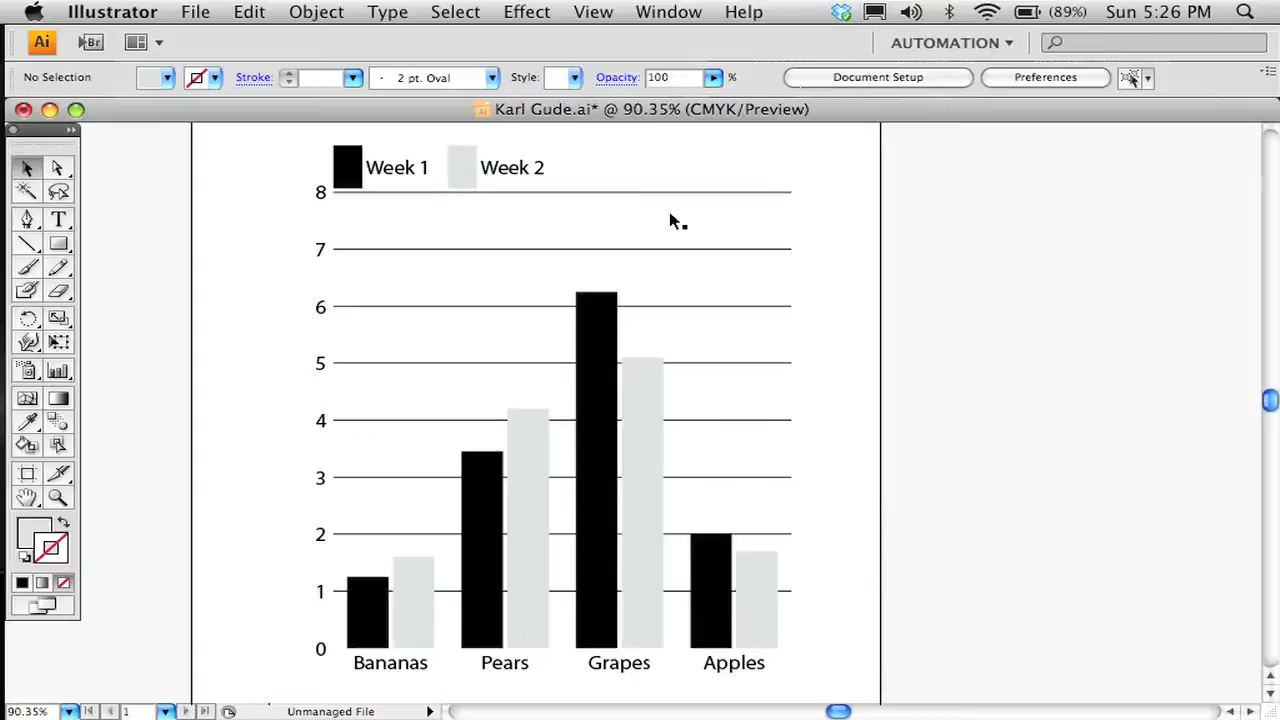 Illustrator File Edit Object Type Select Effect View Window Help (89%) Sun 5:26 PM
Ai Br AUTOMATION
No Selection Stroke: 2 pt. Oval Style: Opacity: 100 % Document Setup Preferences
Karl Gude.ai* @ 90.35% (CMYK/Preview)
Week 1 Week 2
8
7
6
5
4
3
2
1
0
Bananas Pears Grapes Apples
90.35% 1 Unmanaged File